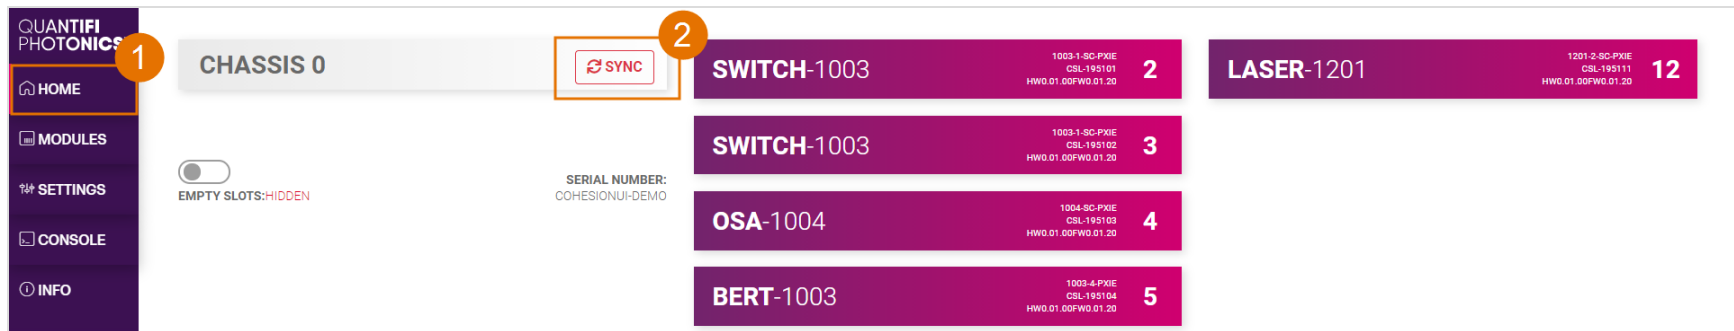 QUANTIFI
PHOTONICS
1
HOME
MODULES
SETTINGS
CONSOLE
INFO
CHASSIS 0
SYNC
2
EMPTY SLOTS:HIDDEN
SERIAL NUMBER:
COHESIONUI-DEMO
SWITCH-1003
1003-1-SC-PXIE
CSL-195101
HW0.01.00FW0.01.20
2
SWITCH-1003
1003-1-SC-PXIE
CSL-195102
HW0.01.00FW0.01.20
3
OSA-1004
1004-SC-PXIE
CSL-195103
HW0.01.00FW0.01.20
4
BERT-1003
1003-4-PXIE
CSL-195104
HW0.01.00FW0.01.20
5
LASER-1201
1201-2-SC-PXIE
CSL-195111
HW0.01.00FW0.01.20
12